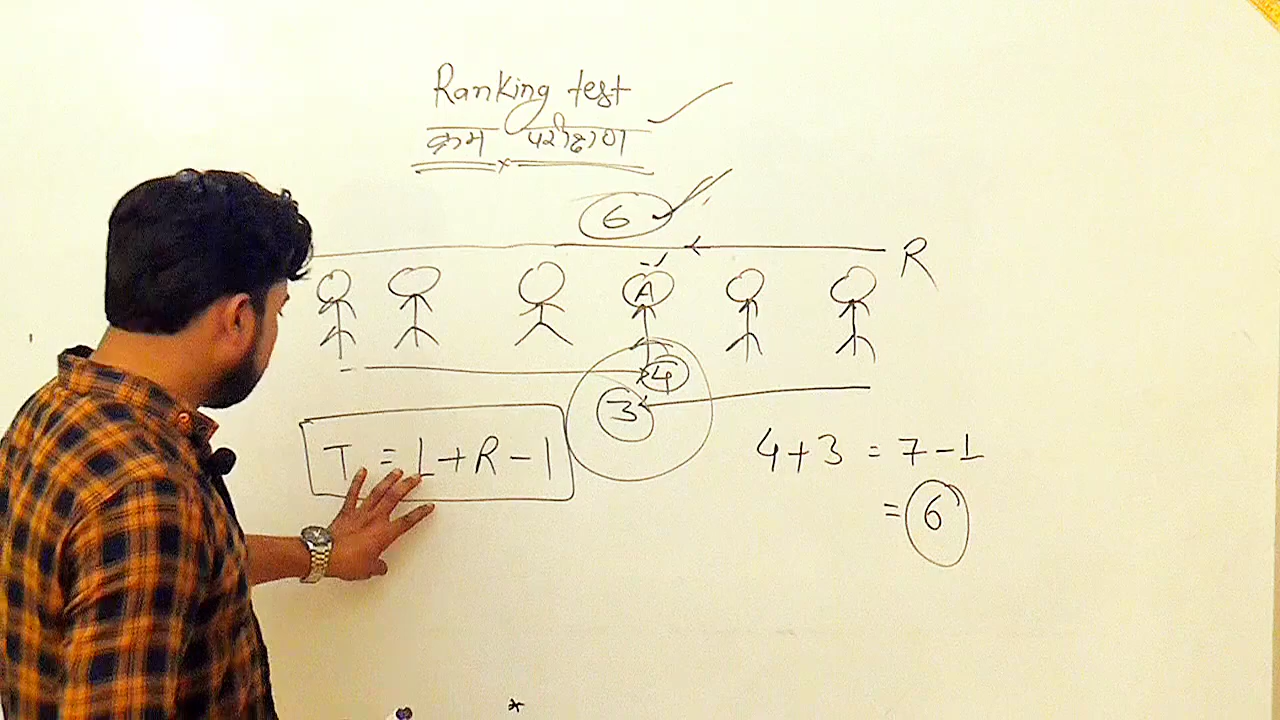 Ranking test
क्रम परीक्षण
6
R
A
4
3
T = L + R - 1
4 + 3 = 7 - 1
= 6